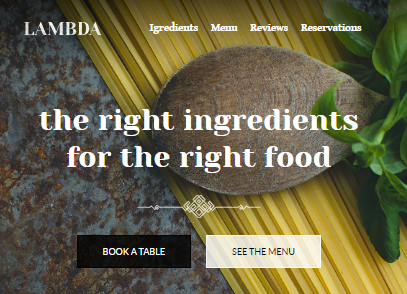 LAMBDA
Igredients Menu Reviews Reservations
the right ingredients
for the right food
BOOK A TABLE
SEE THE MENU